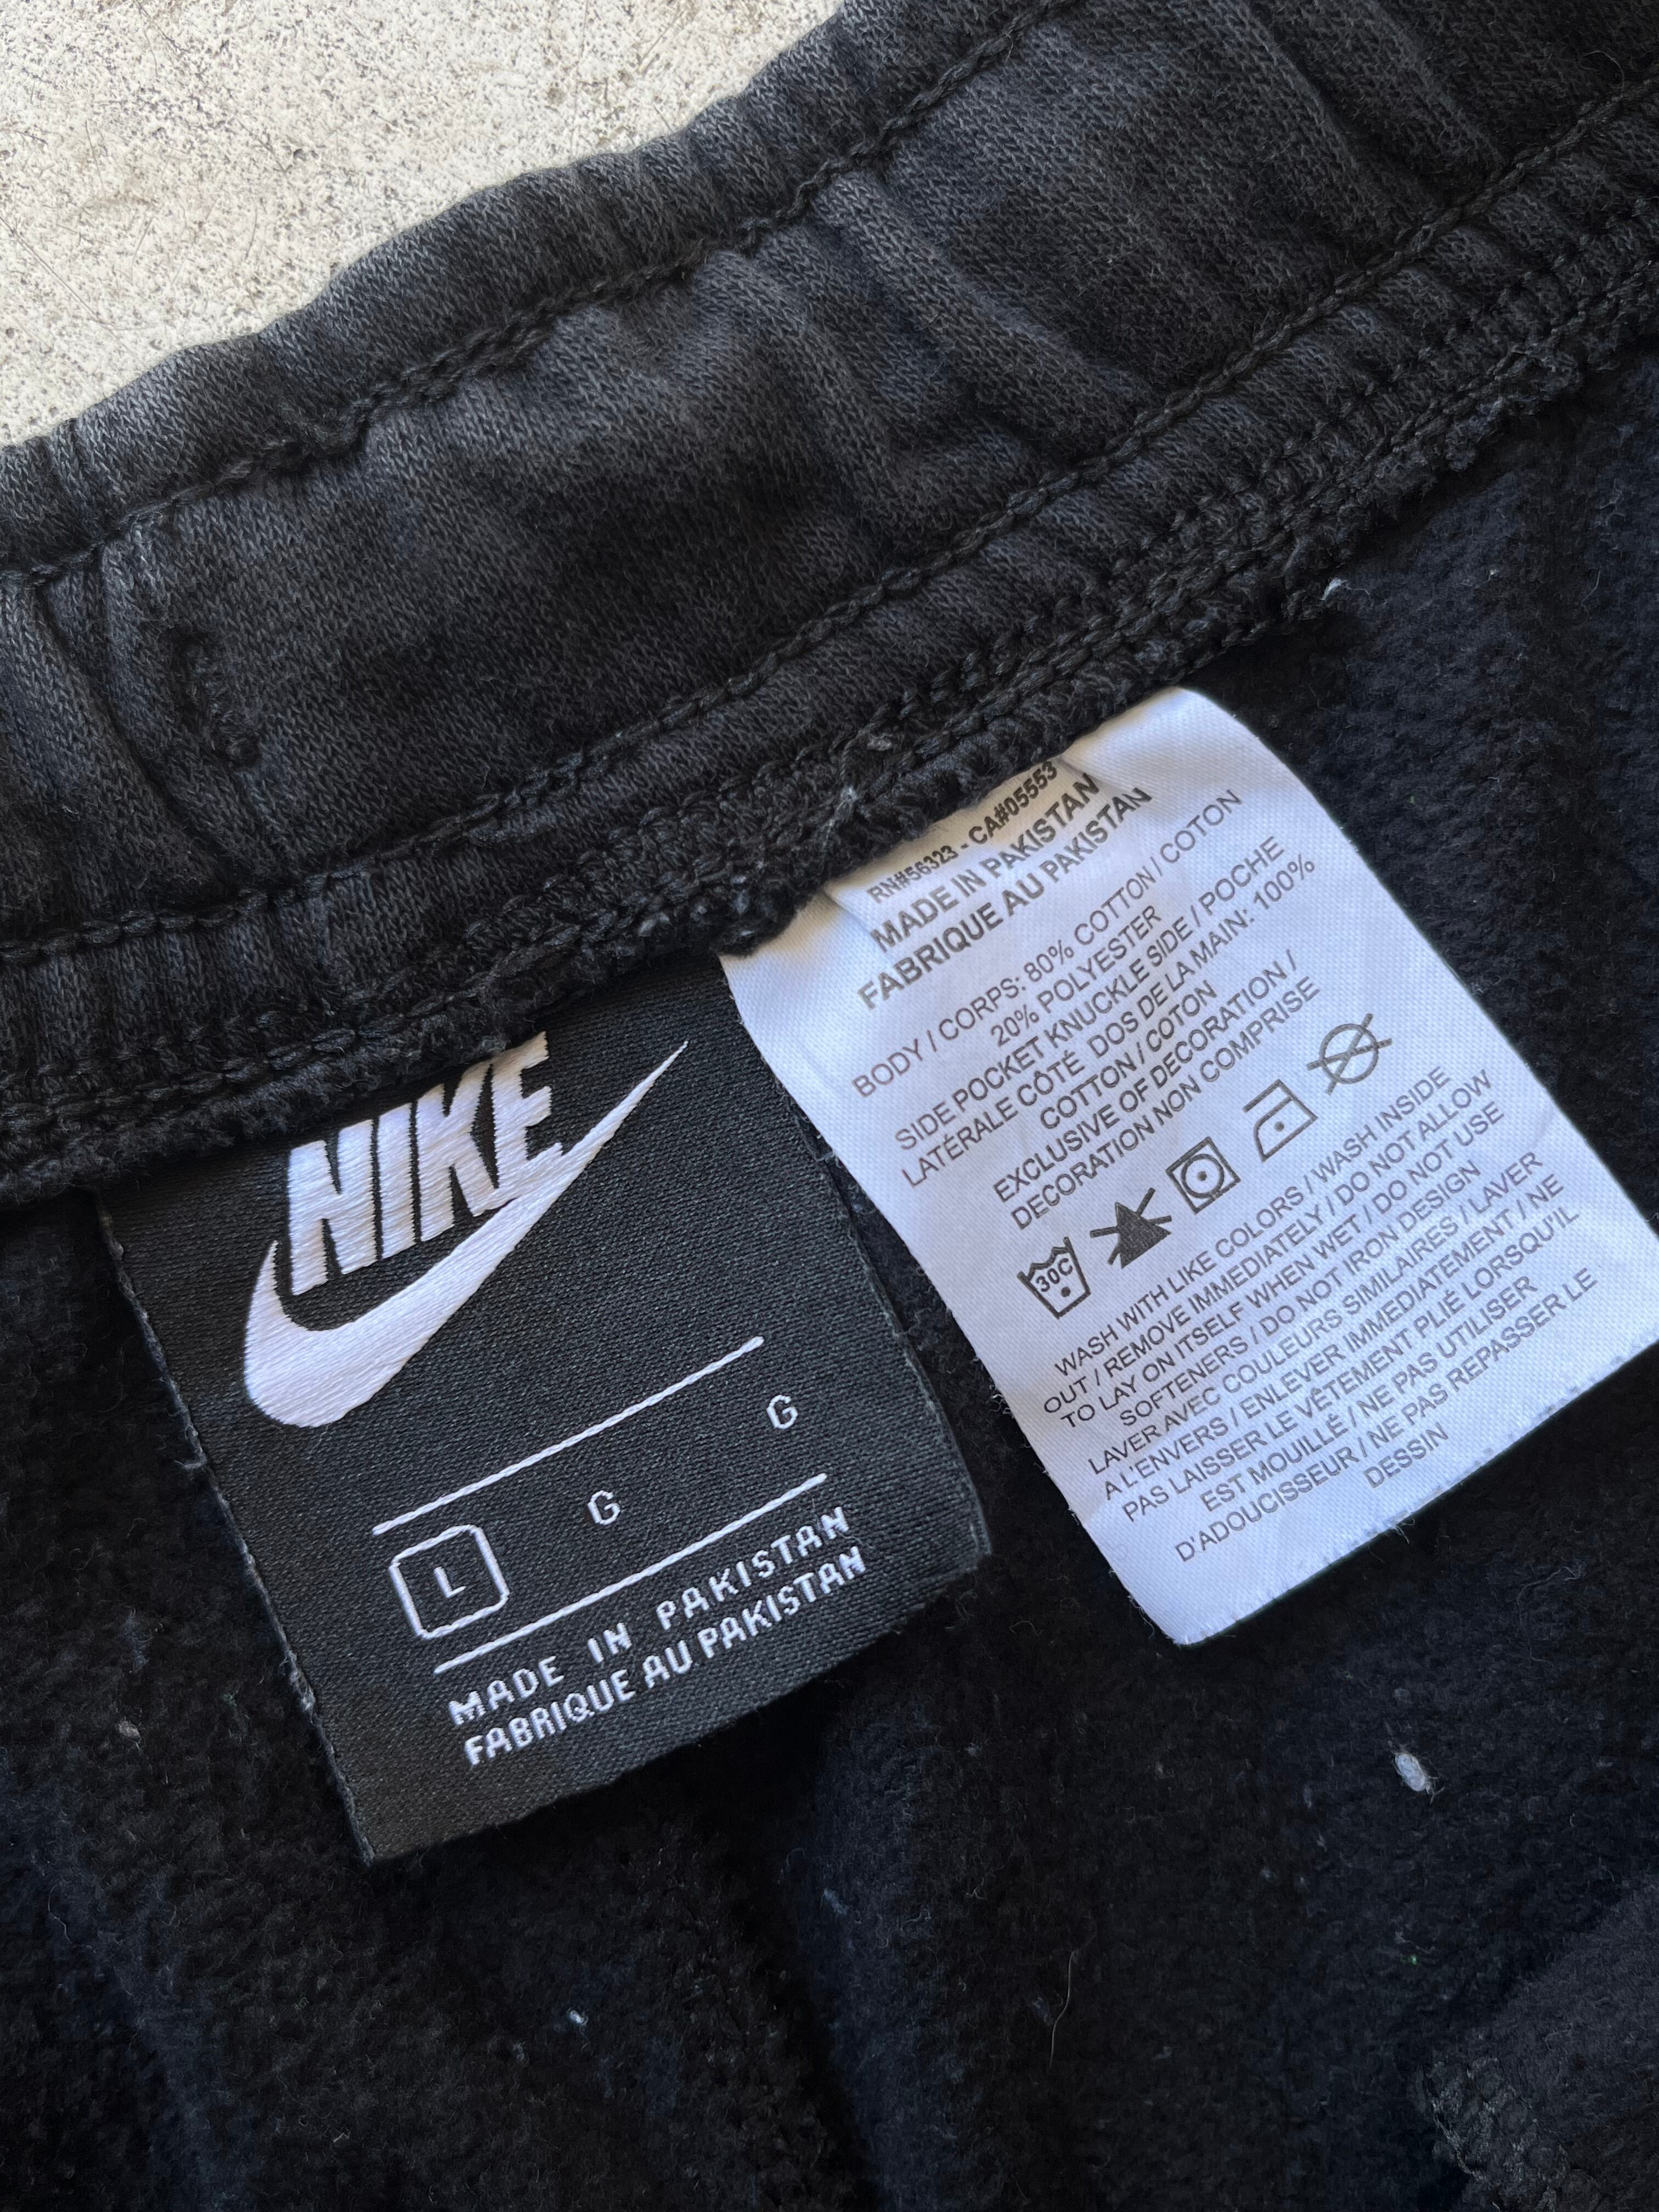 NIKE
L G G
MADE IN PAKISTAN
FABRIQUE AU PAKISTAN
RN#56323 - CA#05553
MADE IN PAKISTAN
FABRIQUE AU PAKISTAN
BODY / CORPS: 80% COTTON / COTON
20% POLYESTER
SIDE POCKET KNUCKLE SIDE / POCHE
LATÉRALE CÔTÉ DOS DE LA MAIN: 100%
COTTON / COTON
EXCLUSIVE OF DECORATION /
DECORATION NON COMPRISE
30C
WASH WITH LIKE COLORS / WASH INSIDE
OUT / REMOVE IMMEDIATELY / DO NOT ALLOW
TO LAY ON ITSELF WHEN WET / DO NOT USE
SOFTENERS / DO NOT IRON DESIGN
LAVER AVEC COULEURS SIMILAIRES / LAVER
A L'ENVERS / ENLEVER IMMEDIATEMENT / NE
PAS LAISSER LE VÊTEMENT PLIÉ LORSQU'IL
EST MOUILLÉ / NE PAS UTILISER
D'ADOUCISSEUR / NE PAS REPASSER LE
DESSIN